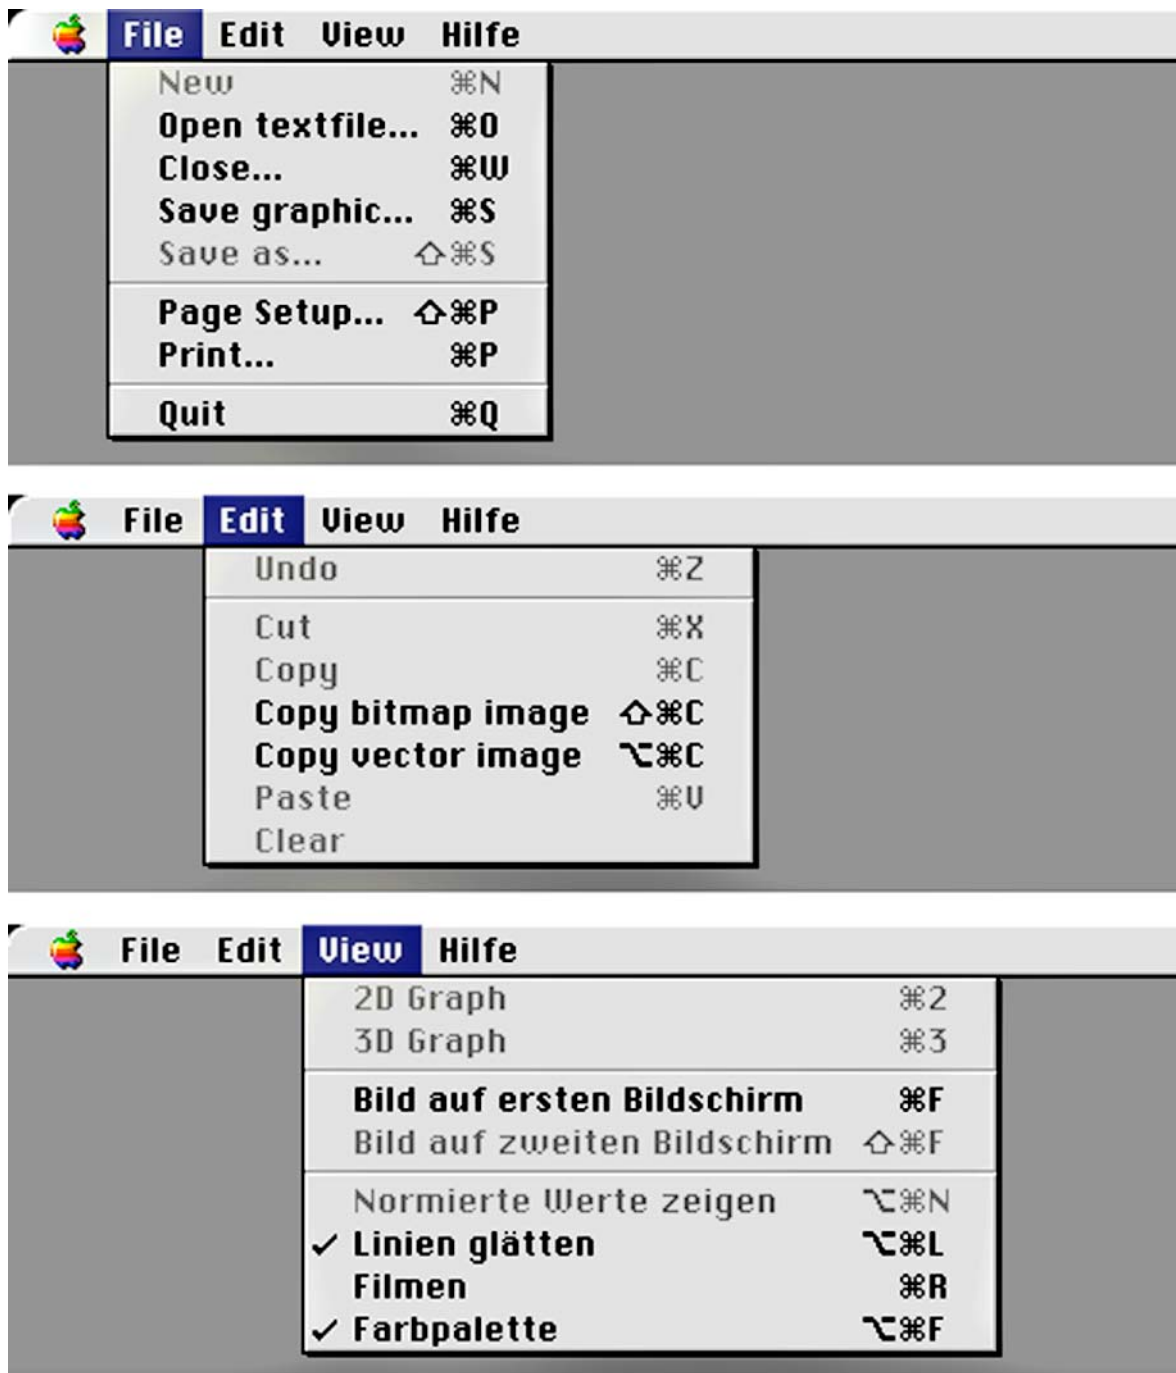 File Edit View Hilfe
New ⌘N
Open textfile... ⌘O
Close... ⌘W
Save graphic... ⌘S
Save as... ⇧⌘S
Page Setup... ⇧⌘P
Print... ⌘P
Quit ⌘Q
File Edit View Hilfe
Undo ⌘Z
Cut ⌘X
Copy ⌘C
Copy bitmap image ⇧⌘C
Copy vector image ⌥⌘C
Paste ⌘V
Clear
File Edit View Hilfe
2D Graph ⌘2
3D Graph ⌘3
Bild auf ersten Bildschirm ⌘F
Bild auf zweiten Bildschirm ⇧⌘F
Normierte Werte zeigen ⌥⌘N
✓ Linien glätten ⌥⌘L
Filmen ⌘R
✓ Farbpalette ⌥⌘F